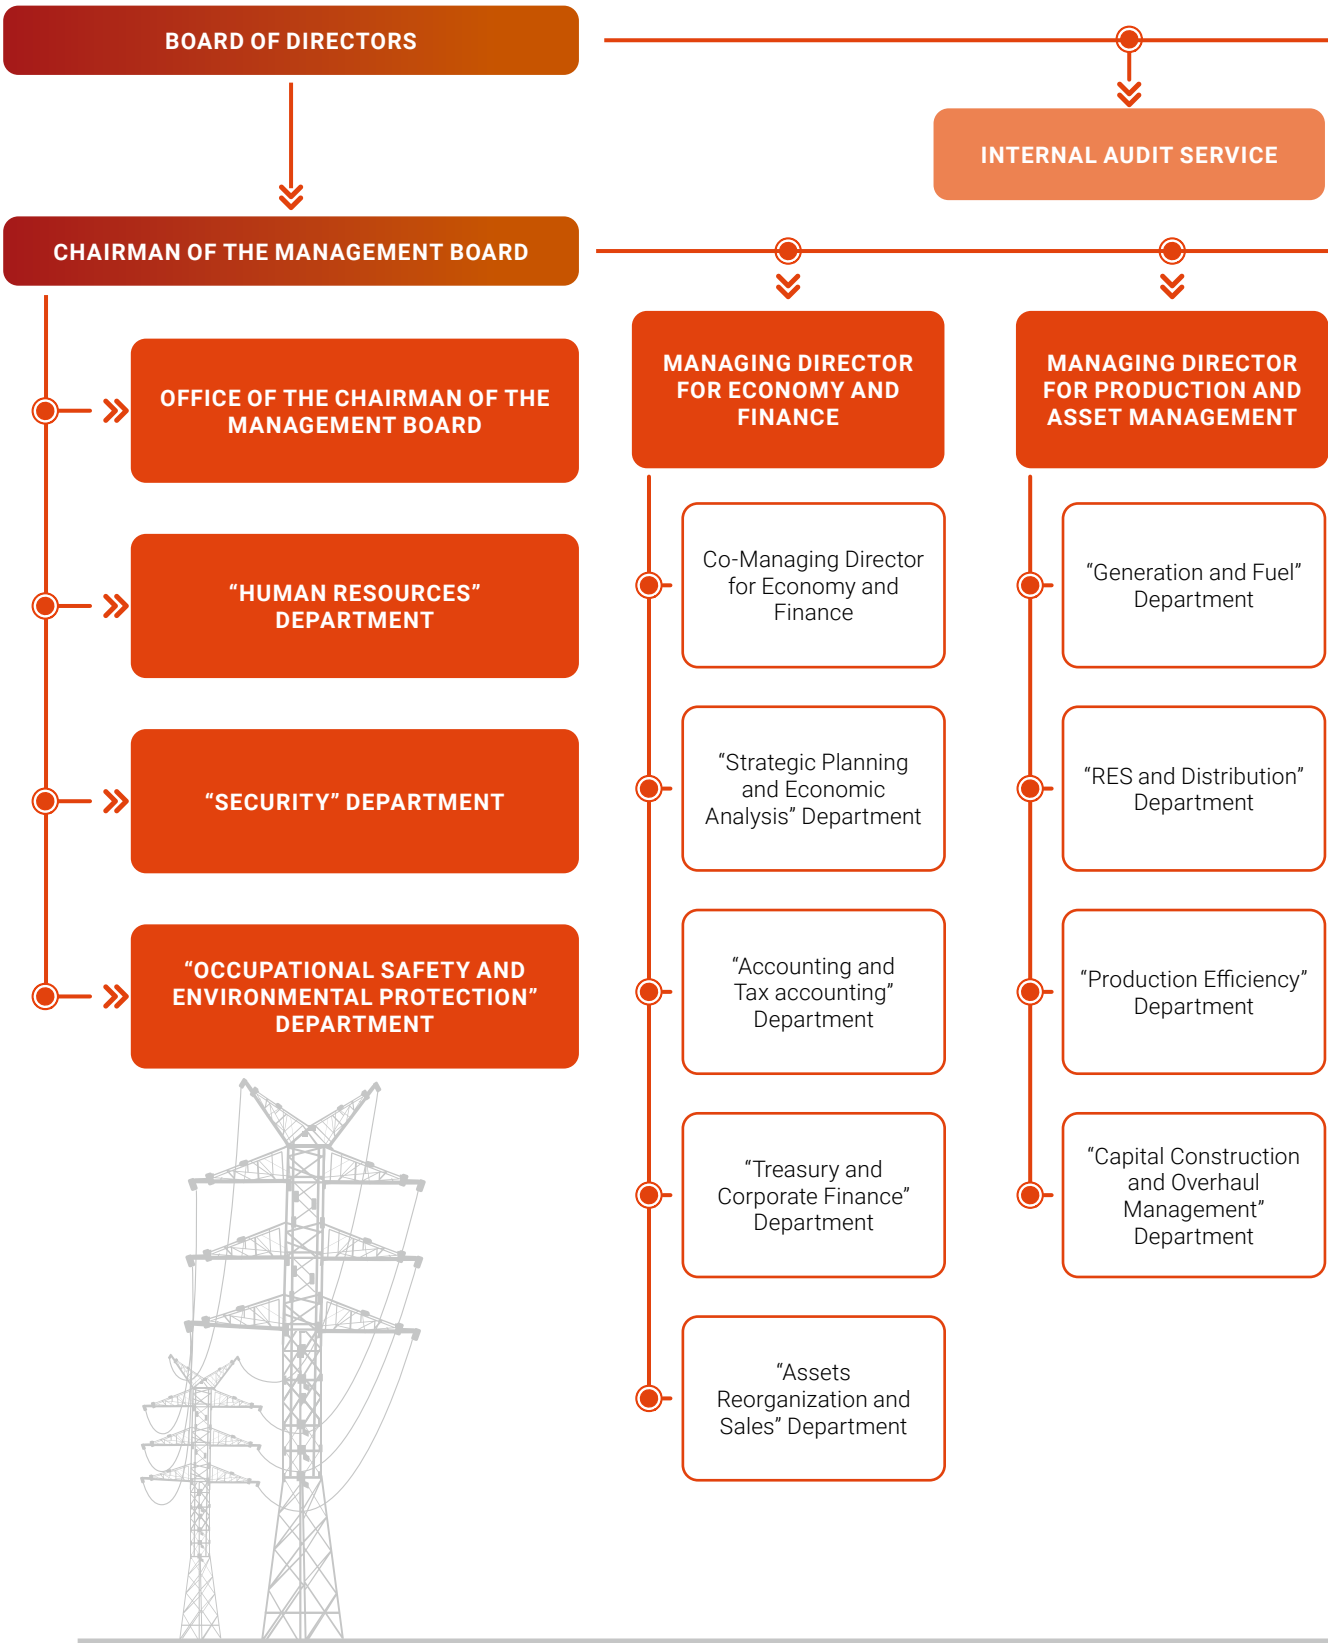 BOARD OF DIRECTORS
INTERNAL AUDIT SERVICE
CHAIRMAN OF THE MANAGEMENT BOARD
OFFICE OF THE CHAIRMAN OF THE
MANAGEMENT BOARD
“HUMAN RESOURCES”
DEPARTMENT
“SECURITY” DEPARTMENT
“OCCUPATIONAL SAFETY AND
ENVIRONMENTAL PROTECTION”
DEPARTMENT
MANAGING DIRECTOR
FOR ECONOMY AND
FINANCE
Co-Managing Director
for Economy and
Finance
“Strategic Planning
and Economic
Analysis” Department
“Accounting and
Tax accounting”
Department
“Treasury and
Corporate Finance”
Department
“Assets
Reorganization and
Sales” Department
MANAGING DIRECTOR
FOR PRODUCTION AND
ASSET MANAGEMENT
“Generation and Fuel”
Department
“RES and Distribution”
Department
“Production Efficiency”
Department
“Capital Construction
and Overhaul
Management”
Department